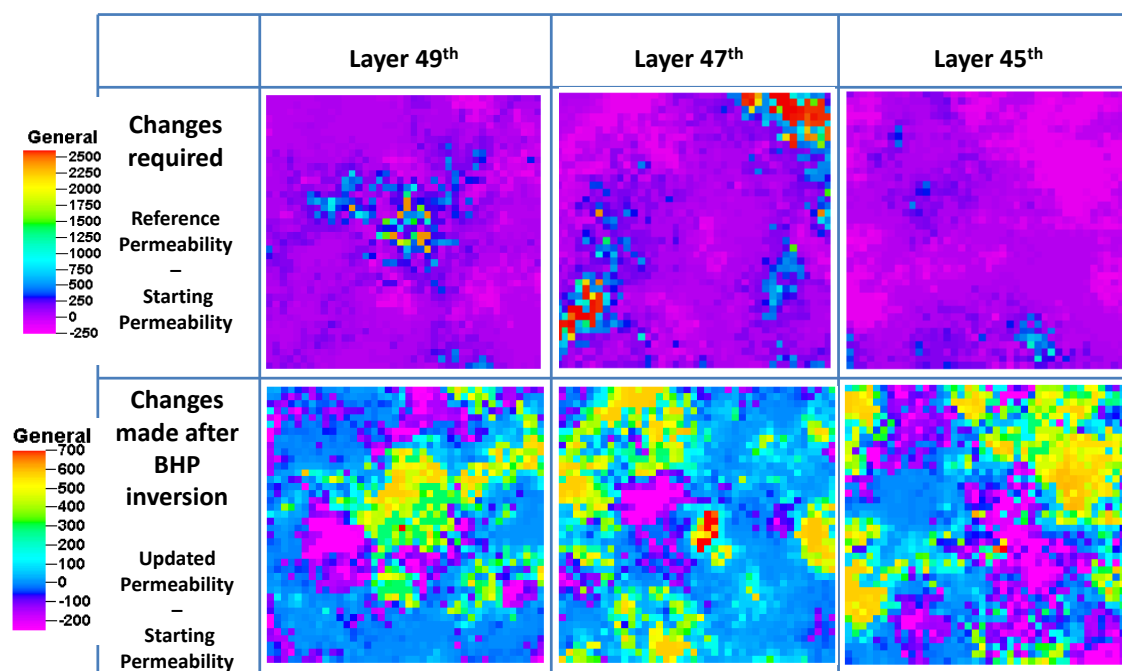 Layer 49th
Layer 47th
Layer 45th
General
2500
2250
2000
1750
1500
1250
1000
750
500
250
0
-250
Changes
required
Reference
Permeability
–
Starting
Permeability
General
700
600
500
400
300
200
100
0
-100
-200
Changes
made after
BHP
inversion
Updated
Permeability
–
Starting
Permeability